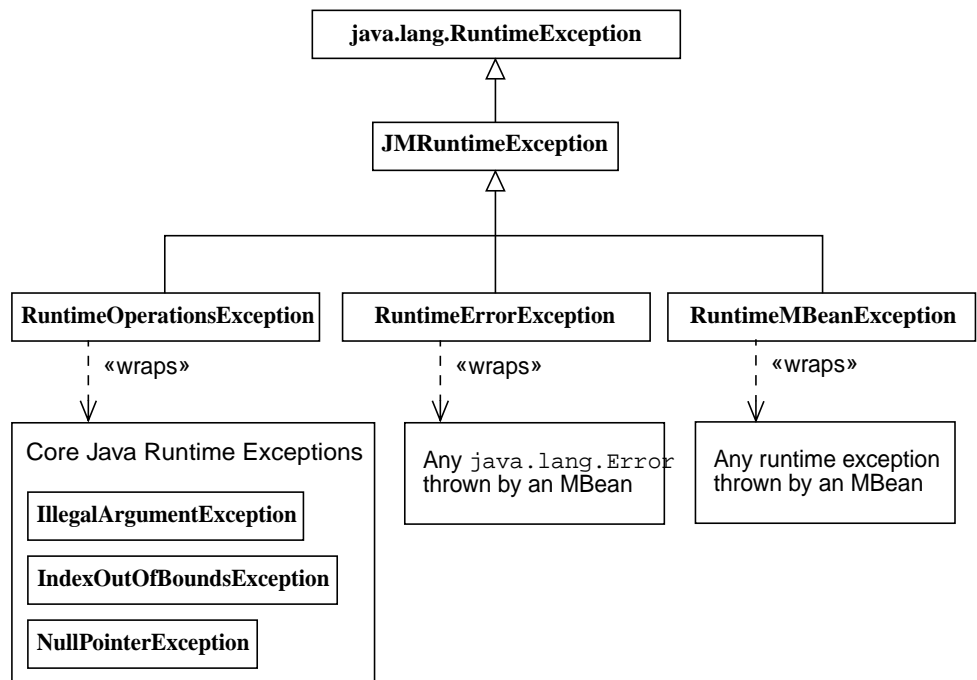 java.lang.RuntimeException
JMRuntimeException
RuntimeOperationsException
RuntimeErrorException
RuntimeMBeanException
«wraps»
«wraps»
«wraps»
Core Java Runtime Exceptions
IllegalArgumentException
IndexOutOfBoundsException
NullPointerException
Any java.lang.Error
thrown by an MBean
Any runtime exception
thrown by an MBean